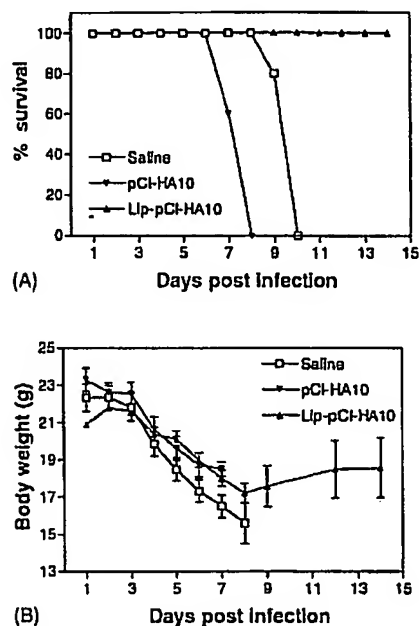 100
80
60
40
20
0
% survival
Saline
pCI-HA10
Lip-pCI-HA10
1 3 5 7 9 11 13 15
(A) Days post infection
25
23
21
19
17
15
13
Body weight (g)
Saline
pCI-HA10
Lip-pCI-HA10
1 3 5 7 9 11 13 15
(B) Days post infection